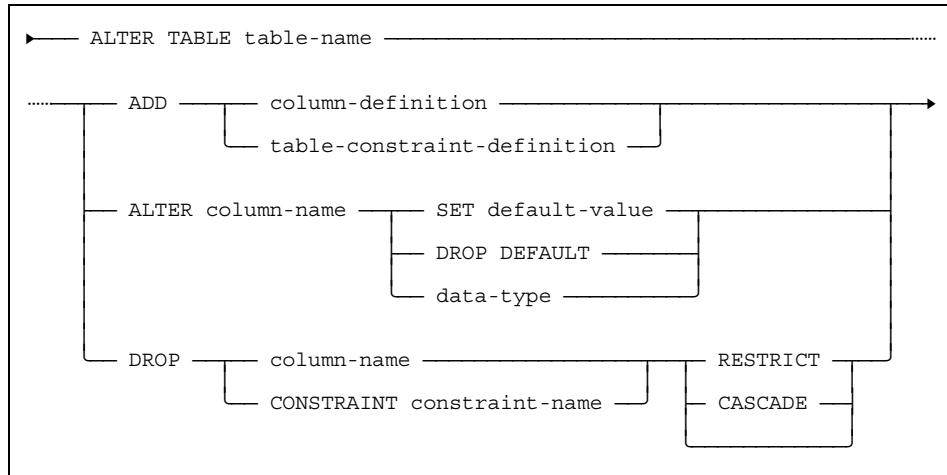 ALTER TABLE table-name
ADD column-definition
table-constraint-definition
ALTER column-name SET default-value
DROP DEFAULT
data-type
DROP column-name RESTRICT
CONSTRAINT constraint-name CASCADE